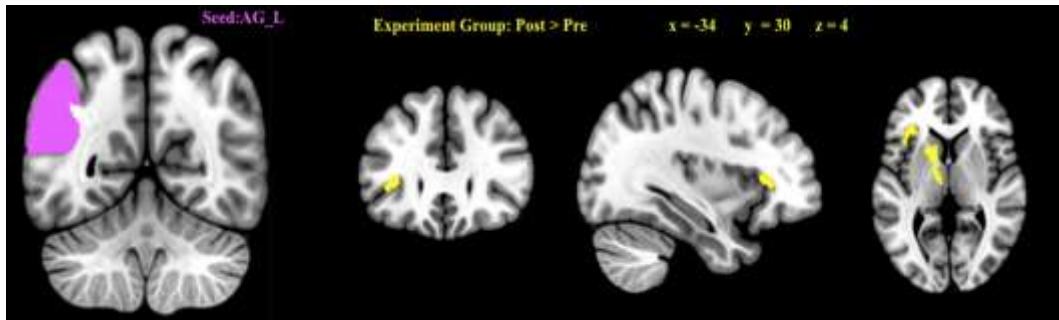 Seed:AG_L
Experiment Group: Post > Pre x = -34 y = 30 z = 4